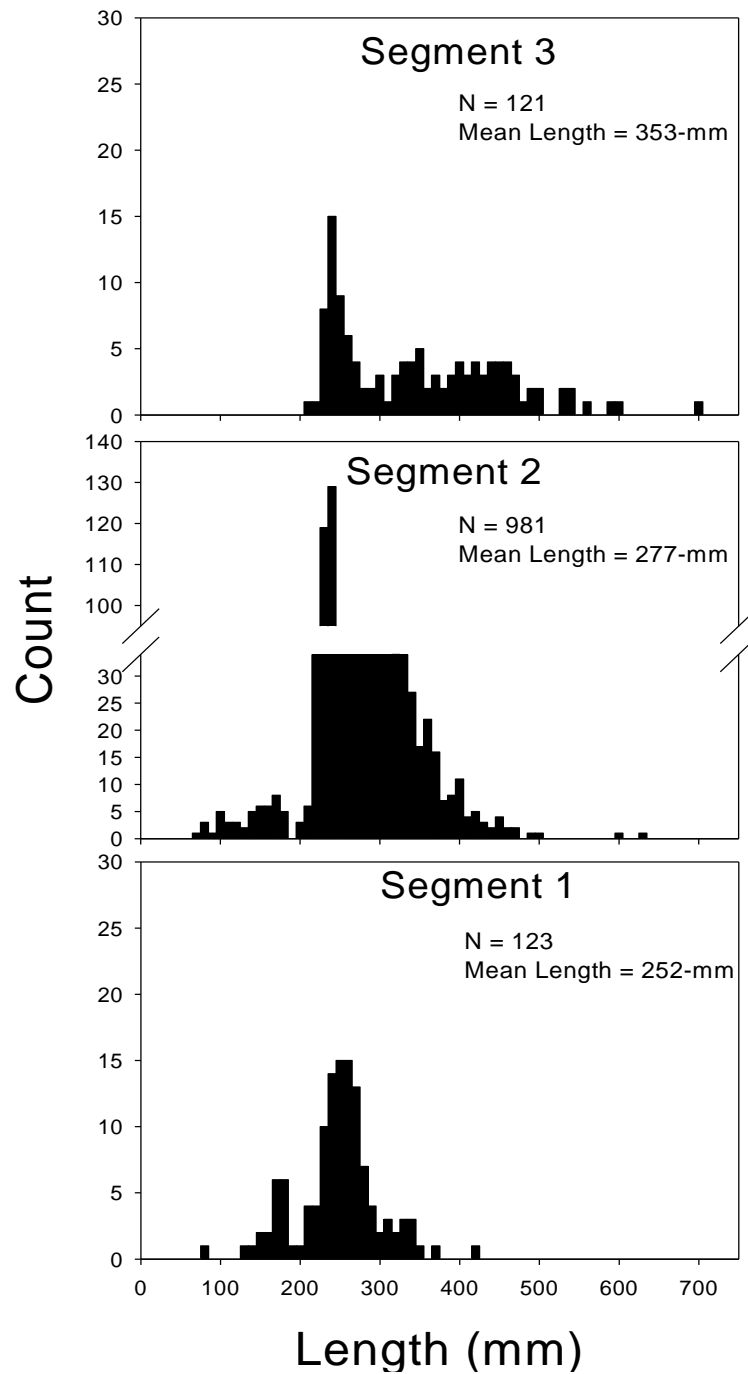 Segment 3
N = 121
Mean Length = 353-mm
30
25
20
15
10
5
0
Segment 2
N = 981
Mean Length = 277-mm
140
130
120
110
100
30
25
20
15
10
5
0
Count
Segment 1
N = 123
Mean Length = 252-mm
30
25
20
15
10
5
0
0 100 200 300 400 500 600 700
Length (mm)